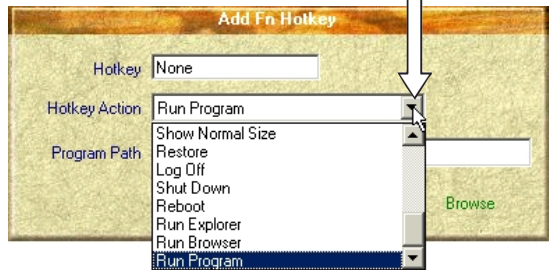 Add Fn Hotkey
Hotkey None
Hotkey Action Run Program
Show Normal Size
Program Path Restore
Log Off
Shut Down
Reboot Browse
Run Explorer
Run Browser
Run Program